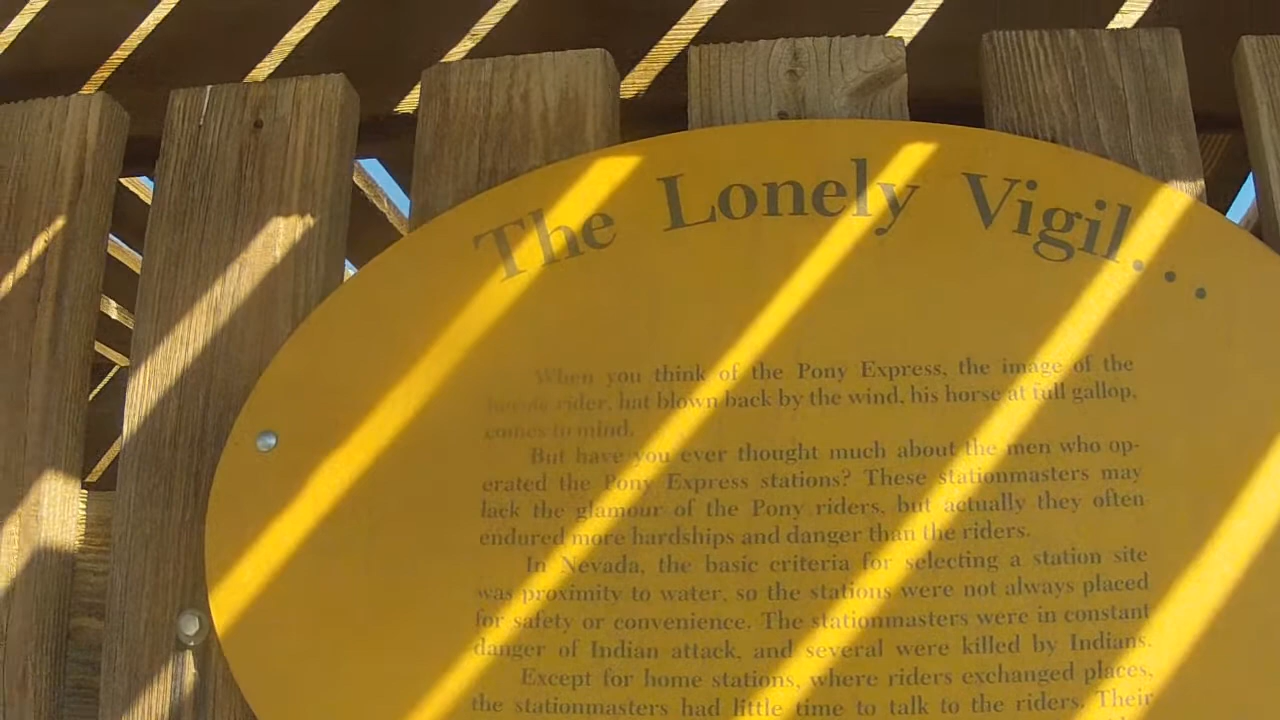 The Lonely Vigil...
When you think of the Pony Express, the image of the
rider, hat blown back by the wind, his horse at full gallop,
comes to mind.
But have you ever thought much about the men who op-
erated the Pony Express stations? These stationmasters may
lack the glamour of the Pony riders, but actually they often
endured more hardships and danger than the riders.
In Nevada, the basic criteria for selecting a station site
was proximity to water, so the stations were not always placed
for safety or convenience. The stationmasters were in constant
danger of Indian attack, and several were killed by Indians.
Except for home stations, where riders exchanged places,
the stationmasters had little time to talk to the riders. Their